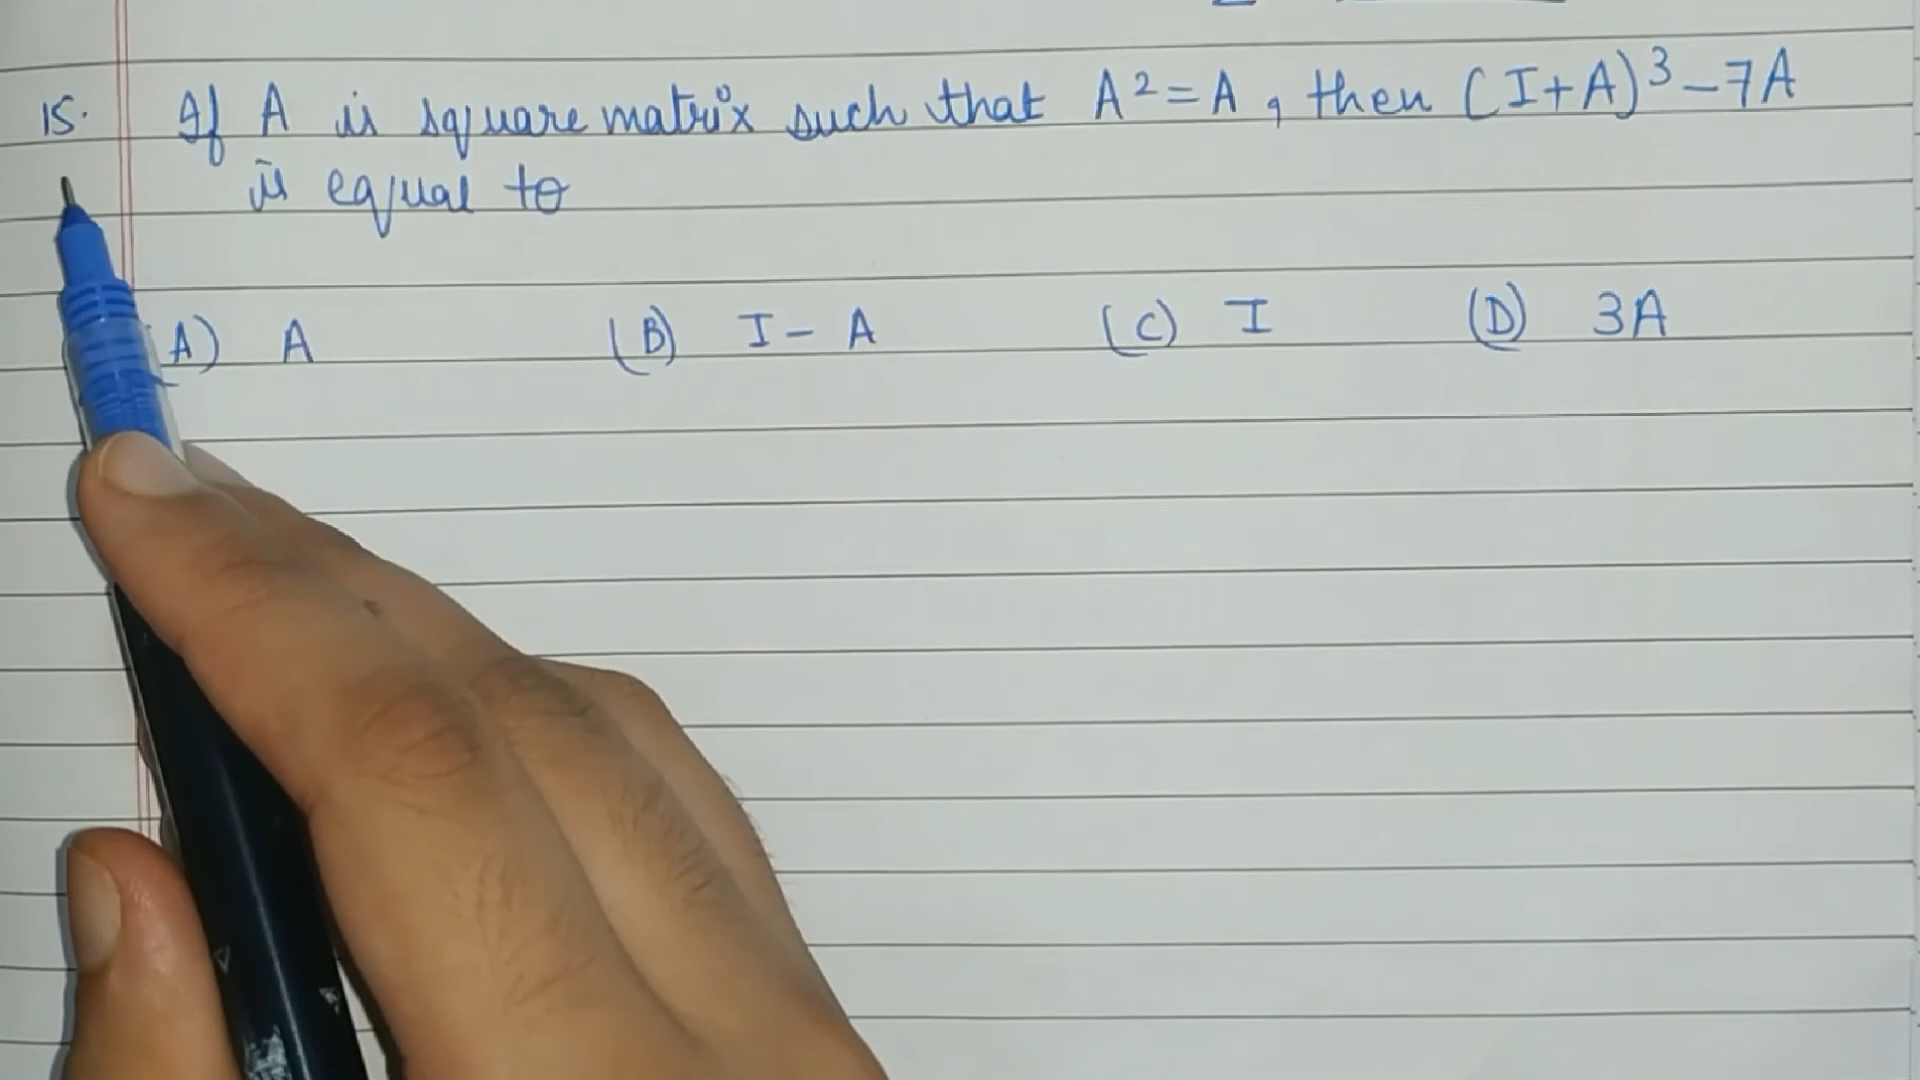 15. If A is square matrix such that A² = A, then (I+A)³ - 7A
is equal to
A) A (B) I - A (C) I (D) 3A